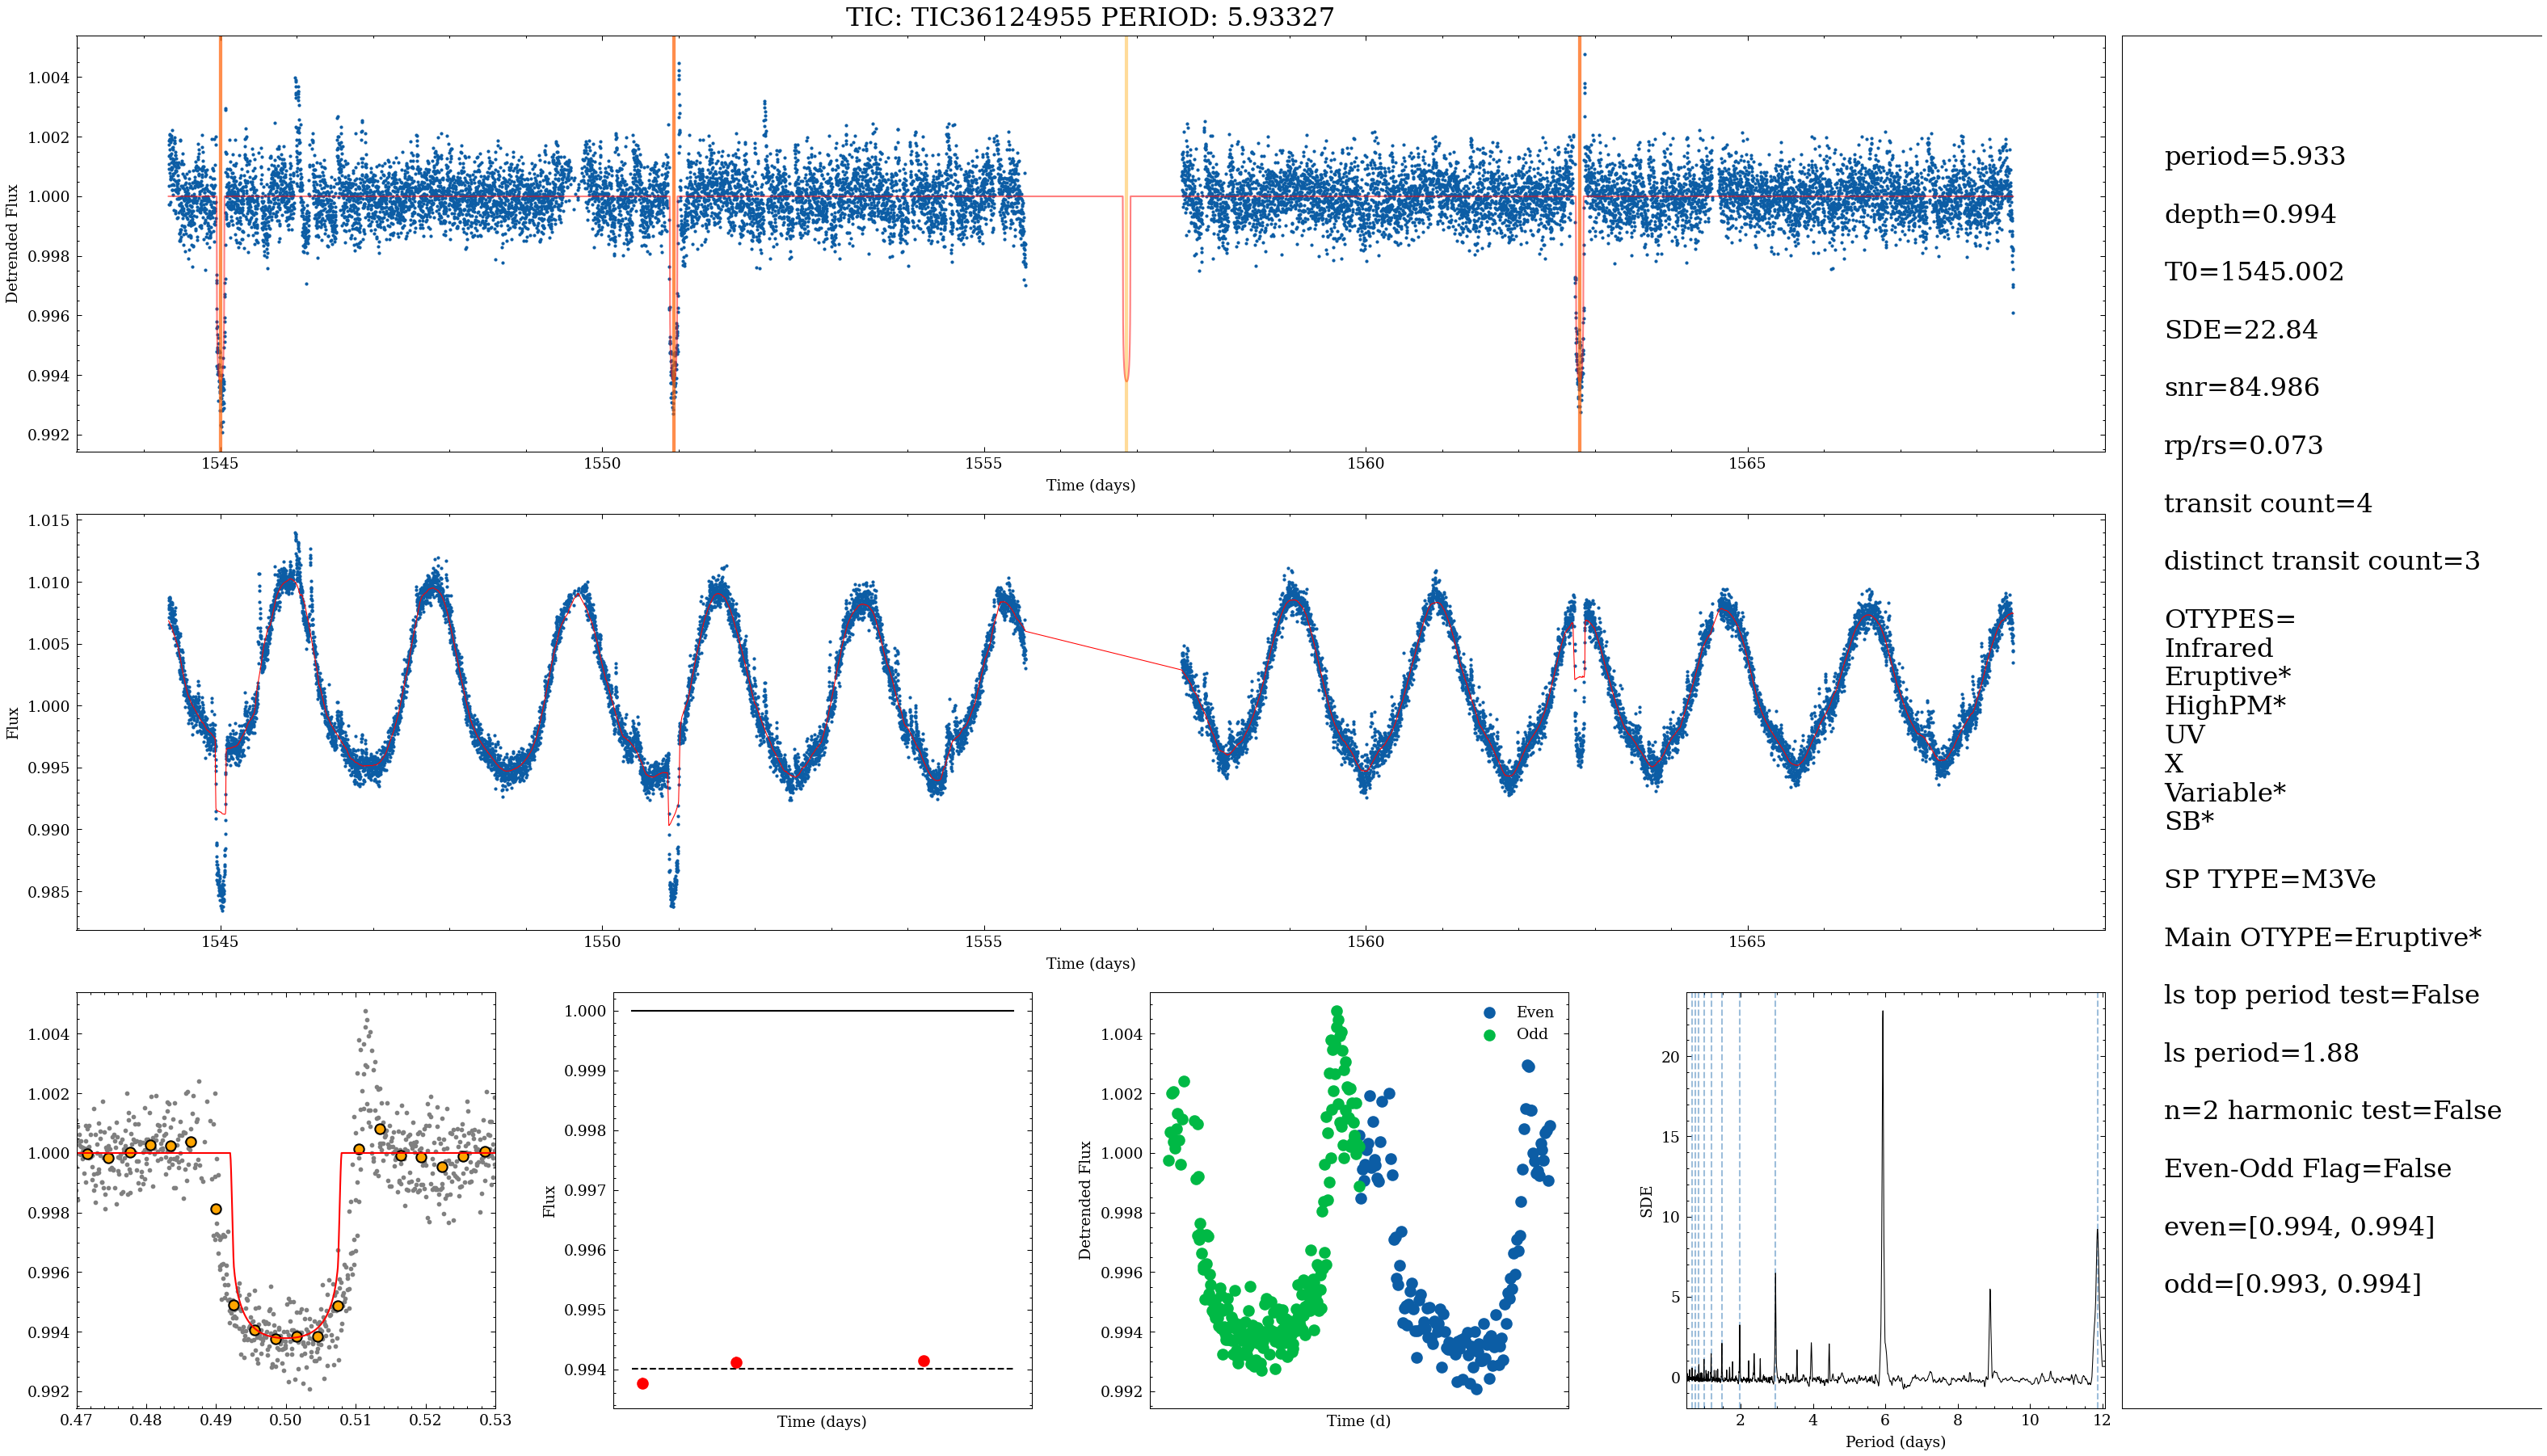 TIC: TIC36124955 PERIOD: 5.93327
1.004
1.002
1.000
0.998
0.996
0.994
0.992
Detrended Flux
1545
1550
1555
1560
1565
Time (days)
1.015
1.010
1.005
1.000
0.995
0.990
0.985
Flux
1545
1550
1555
1560
1565
Time (days)
1.004
1.002
1.000
0.998
0.996
0.994
0.992
0.47
0.48
0.49
0.50
0.51
0.52
0.53
1.000
0.999
0.998
0.997
0.996
0.995
0.994
Flux
Time (days)
Even
Odd
1.004
1.002
1.000
0.998
0.996
0.994
0.992
Detrended Flux
Time (d)
20
15
10
5
0
SDE
2
4
6
8
10
12
Period (days)
period=5.933
depth=0.994
T0=1545.002
SDE=22.84
snr=84.986
rp/rs=0.073
transit count=4
distinct transit count=3
OTYPES=
Infrared
Eruptive*
HighPM*
UV
X
Variable*
SB*
SP TYPE=M3Ve
Main OTYPE=Eruptive*
ls top period test=False
ls period=1.88
n=2 harmonic test=False
Even-Odd Flag=False
even=[0.994, 0.994]
odd=[0.993, 0.994]